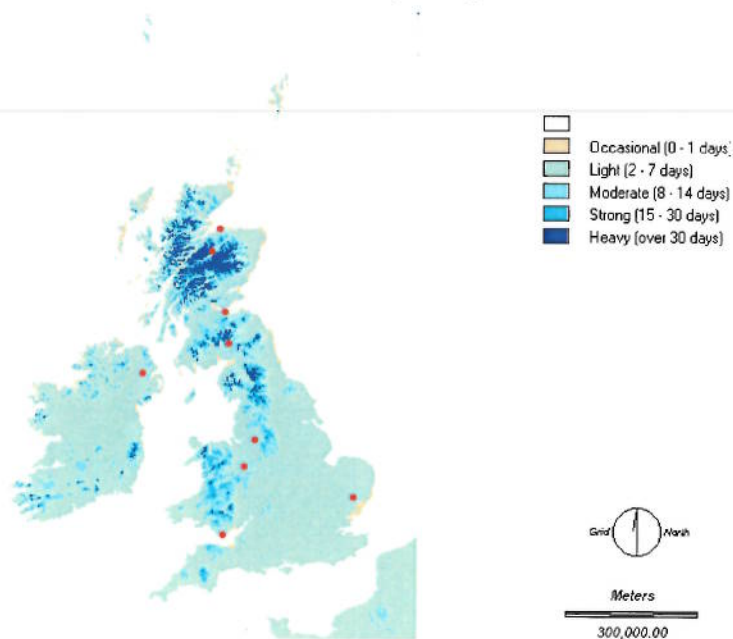 Occasional (0 - 1 days)
Light (2 - 7 days)
Moderate (8 - 14 days)
Strong (15 - 30 days)
Heavy (over 30 days)
Grid North
Meters
300,000.00